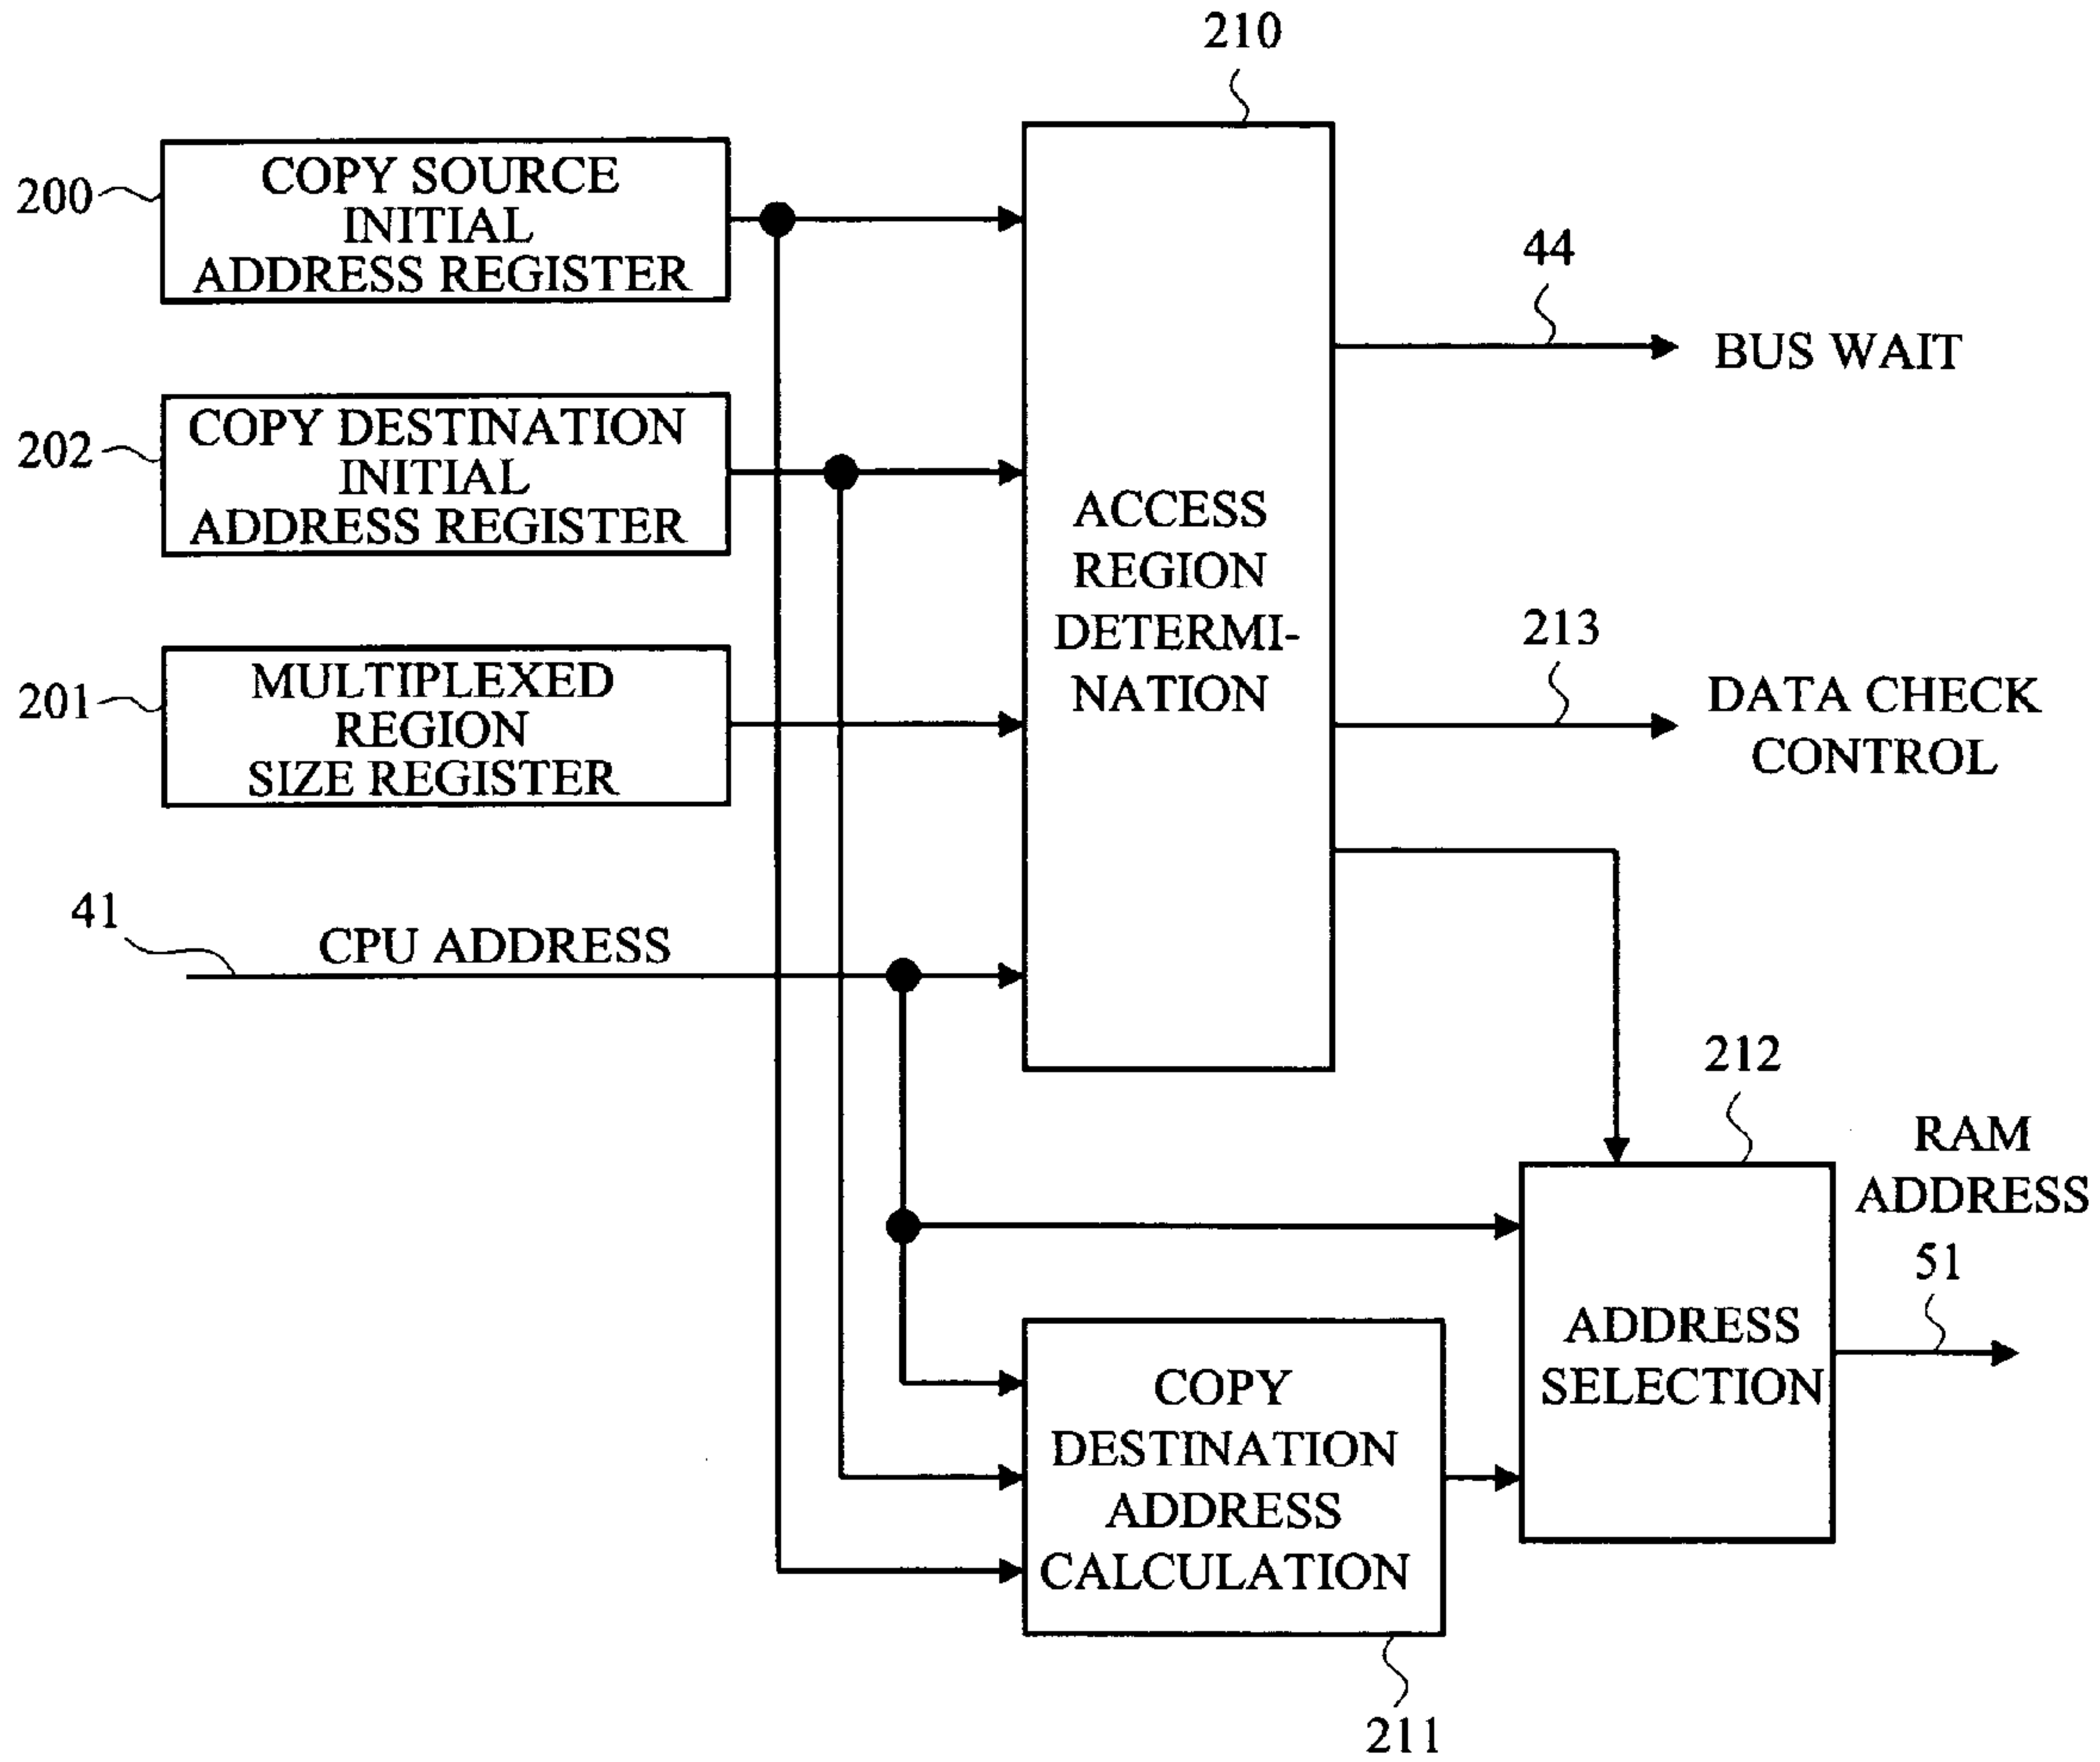 210
200
COPY SOURCE
INITIAL
ADDRESS REGISTER
44
BUS WAIT
202
COPY DESTINATION
INITIAL
ADDRESS REGISTER
ACCESS
REGION
DETERMI-
NATION
201
MULTIPLEXED
REGION
SIZE REGISTER
213
DATA CHECK
CONTROL
41
CPU ADDRESS
212
RAM
ADDRESS
51
ADDRESS
SELECTION
COPY
DESTINATION
ADDRESS
CALCULATION
211